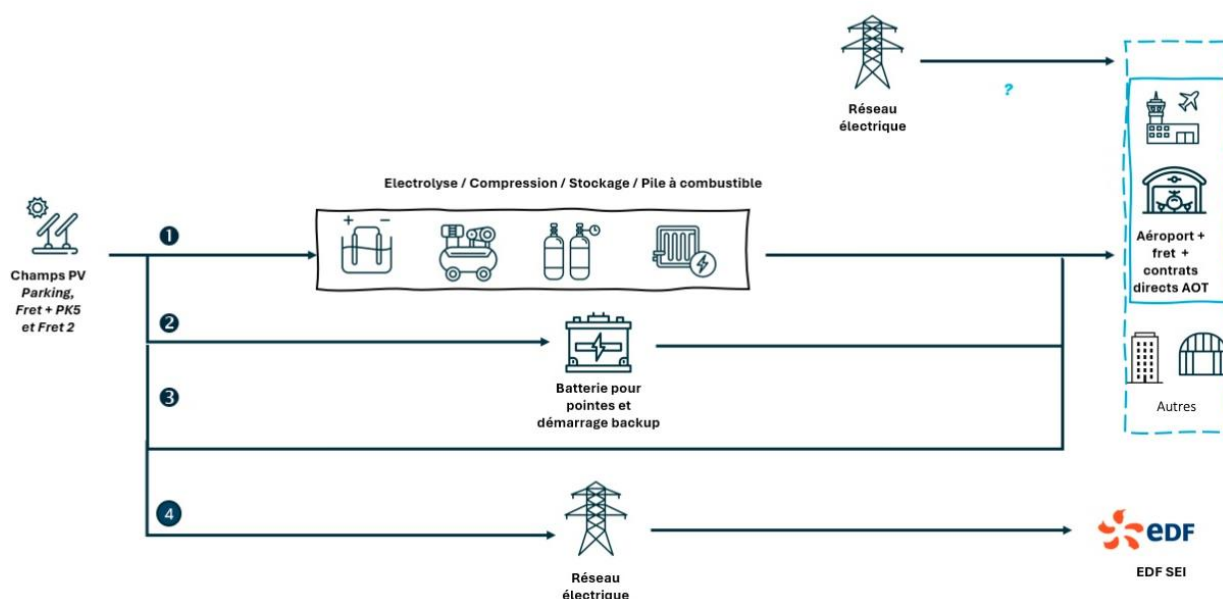 Réseau
électrique
?
Electrolyse / Compression / Stockage / Pile à combustible
+ −
Champs PV
Parking,
Fret + PK5
et Fret 2
1
Aéroport +
fret +
contrats
directs AOT
2
Batterie pour
pointes et
démarrage backup
3
Autres
4
Réseau
électrique
eDF
EDF SEI